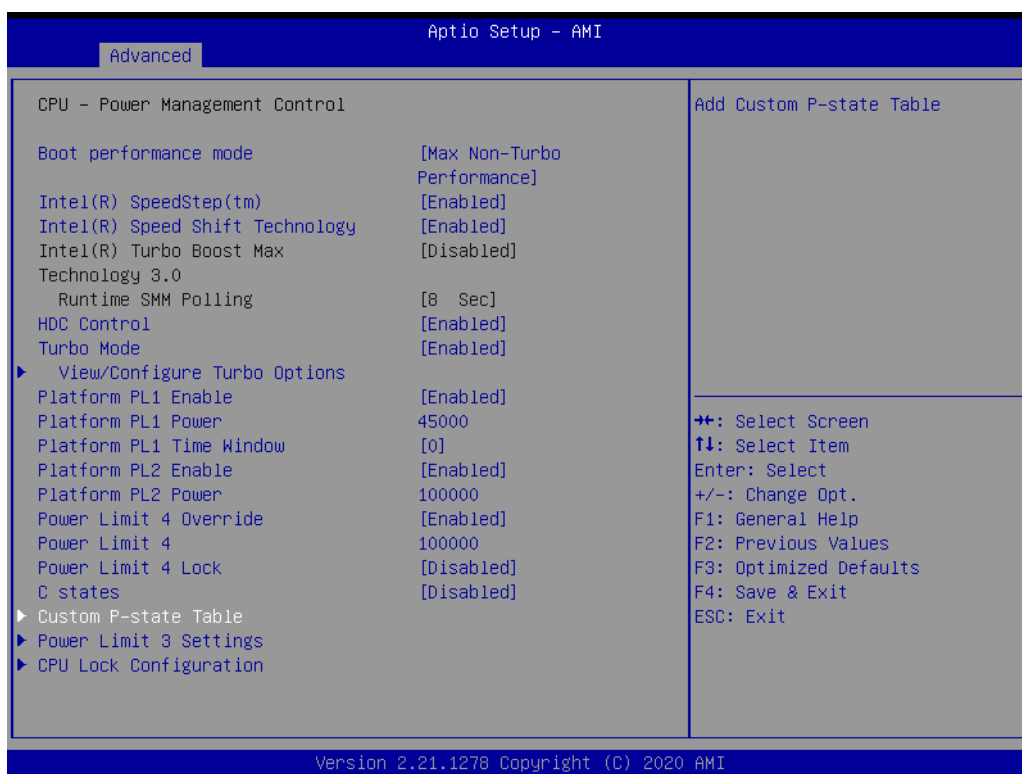 Aptio Setup – AMI
Advanced
CPU – Power Management Control
Add Custom P-state Table
Boot performance mode [Max Non-Turbo
Performance]
Intel(R) SpeedStep(tm) [Enabled]
Intel(R) Speed Shift Technology [Enabled]
Intel(R) Turbo Boost Max [Disabled]
Technology 3.0
Runtime SMM Polling [8 Sec]
HDC Control [Enabled]
Turbo Mode [Enabled]
▶ View/Configure Turbo Options
Platform PL1 Enable [Enabled]
Platform PL1 Power 45000
Platform PL1 Time Window [0]
Platform PL2 Enable [Enabled]
Platform PL2 Power 100000
Power Limit 4 Override [Enabled]
Power Limit 4 100000
Power Limit 4 Lock [Disabled]
C states [Disabled]
▶ Custom P-state Table
▶ Power Limit 3 Settings
▶ CPU Lock Configuration
→←: Select Screen
↑↓: Select Item
Enter: Select
+/-: Change Opt.
F1: General Help
F2: Previous Values
F3: Optimized Defaults
F4: Save & Exit
ESC: Exit
Version 2.21.1278 Copyright (C) 2020 AMI